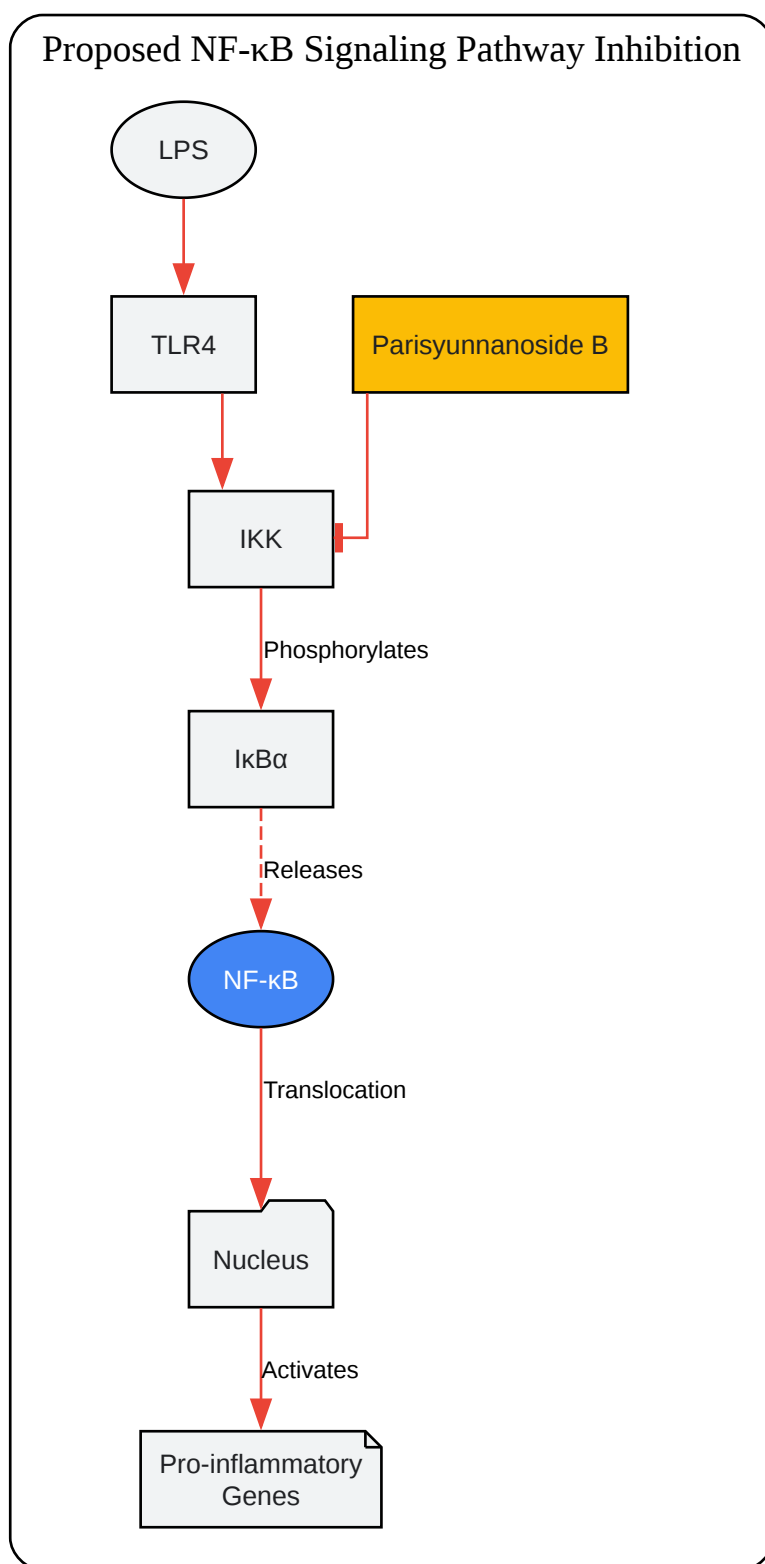 Proposed NF-κB Signaling Pathway Inhibition
LPS
TLR4
Parisyunnanoside B
IKK
Phosphorylates
IκBα
Releases
NF-κB
Translocation
Nucleus
Activates
Pro-inflammatory
Genes